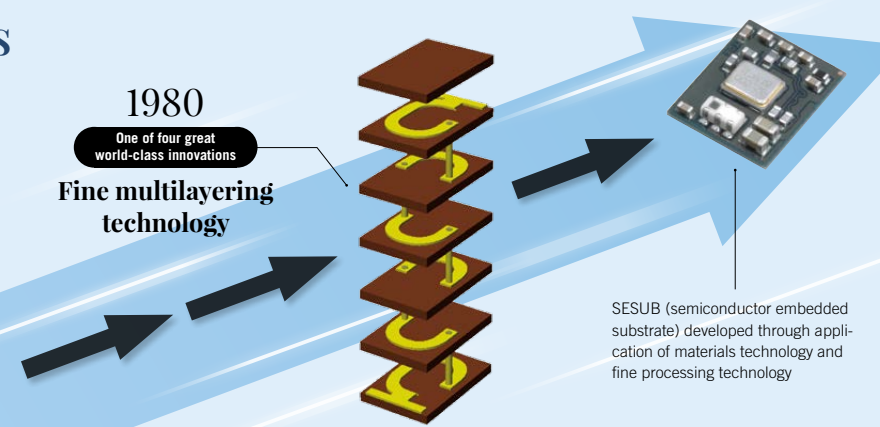 s
1980
One of four great
world-class innovations
Fine multilayering
technology
SESUB (semiconductor embedded
substrate) developed through appli-
cation of materials technology and
fine processing technology